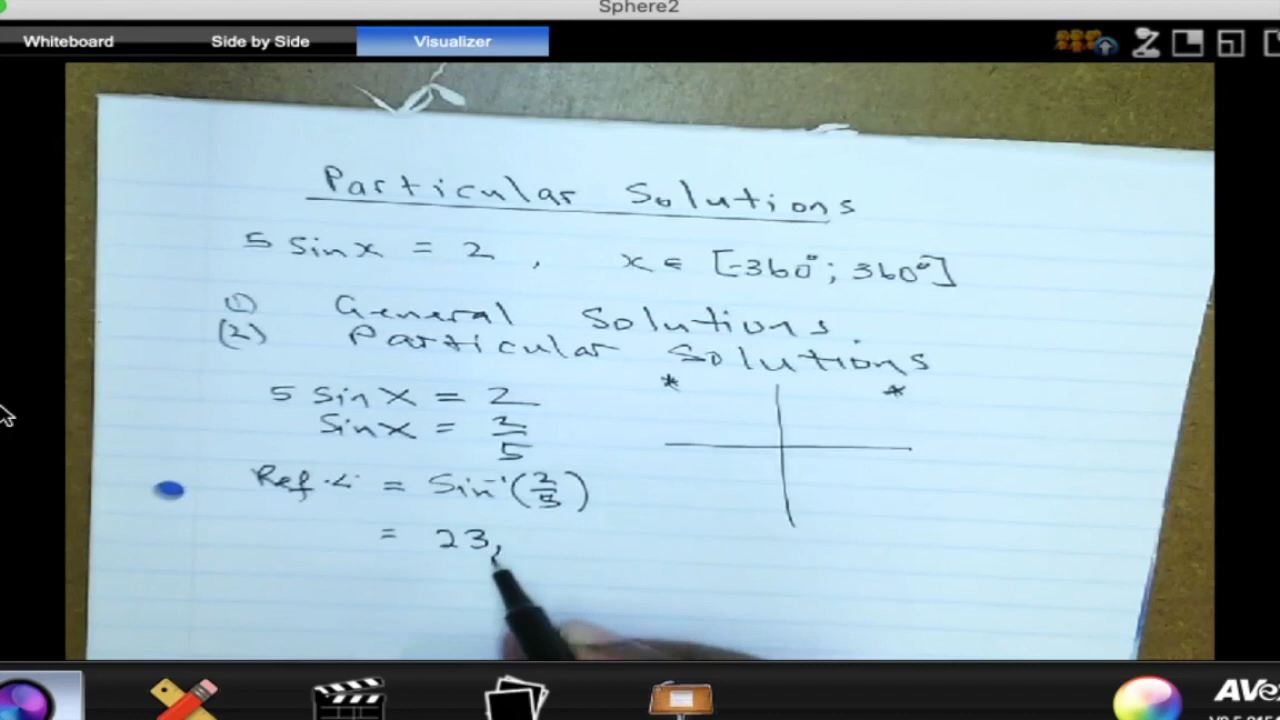 Sphere2
Whiteboard Side by Side Visualizer
Particular Solutions
5 sin x = 2 , x ∈ [-360°; 360°]
(1) General Solutions.
(2) Particular Solutions
* *
5 sin x = 2
sin x = 2/5
Ref.∠ = sin⁻¹(2/5)
= 23,